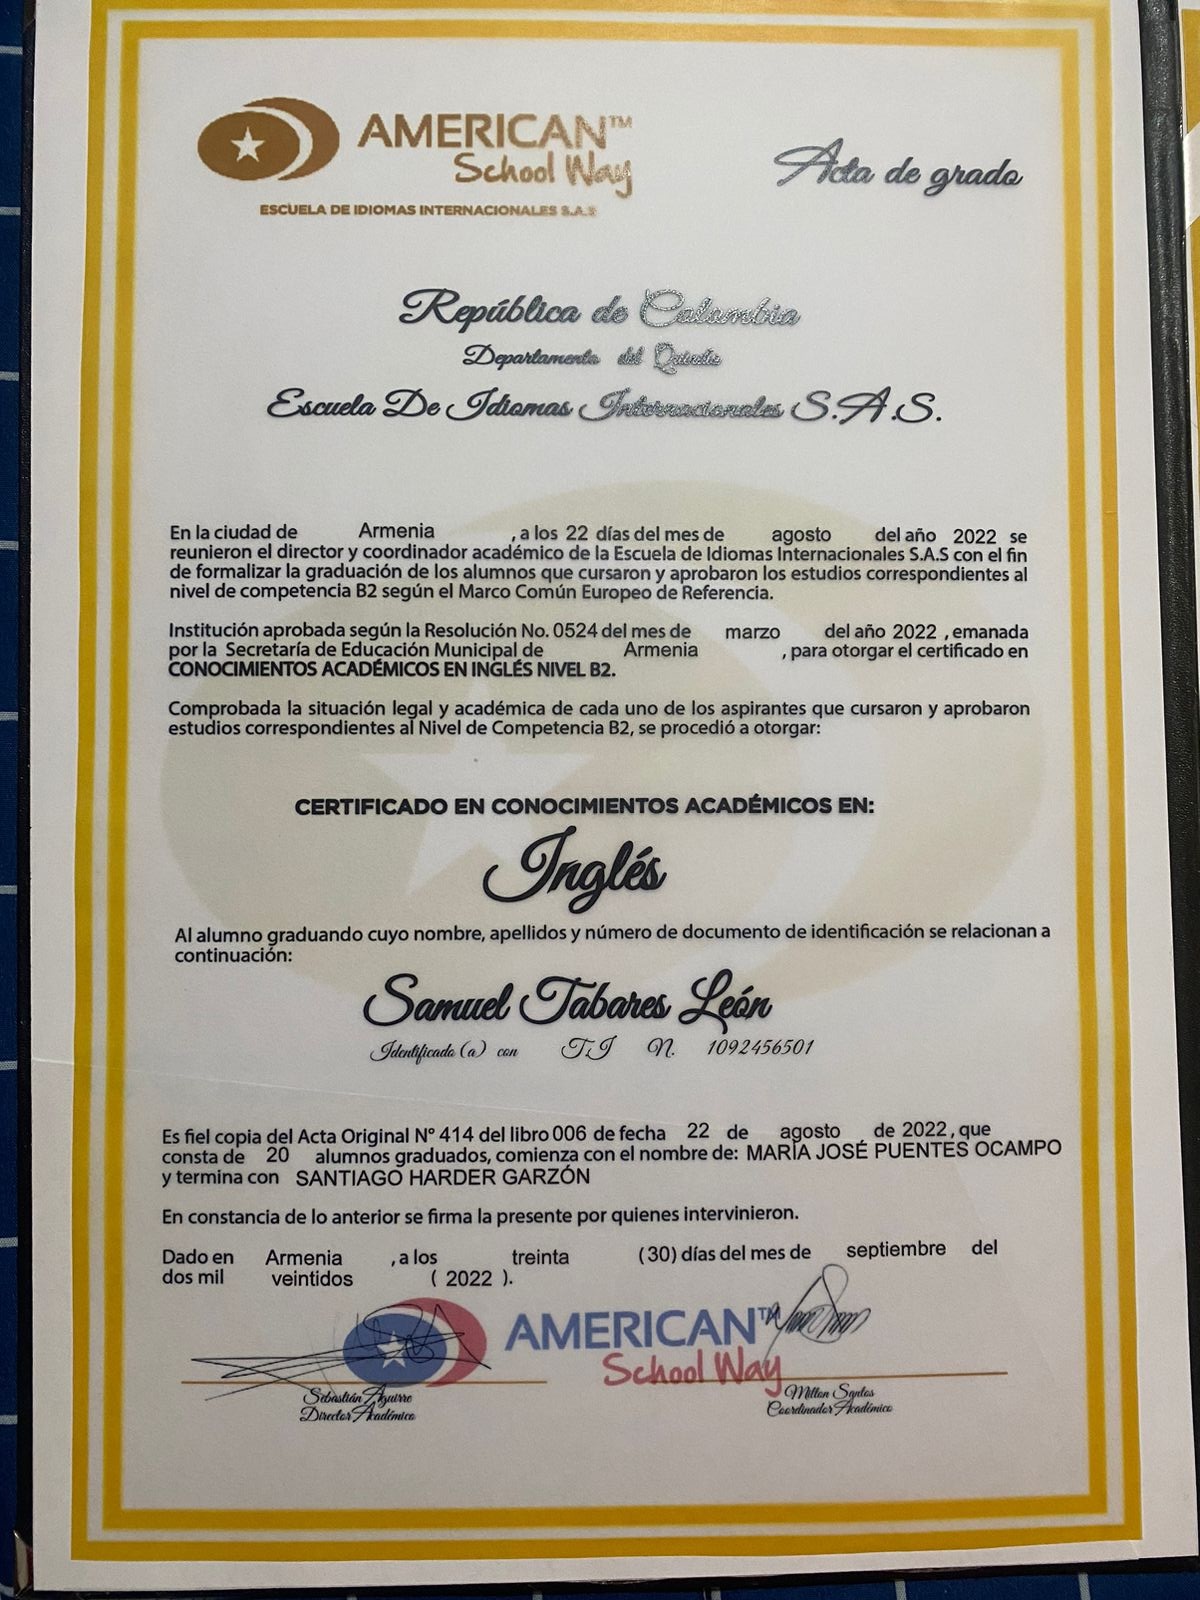 AMERICAN™
School Way
ESCUELA DE IDIOMAS INTERNACIONALES S.A.S
Acta de grado
República de Colombia
Departamento del Quindío
Escuela De Idiomas Internacionales S.A.S.
En la ciudad de Armenia , a los 22 días del mes de agosto del año 2022 se
reunieron el director y coordinador académico de la Escuela de Idiomas Internacionales S.A.S con el fin
de formalizar la graduación de los alumnos que cursaron y aprobaron los estudios correspondientes al
nivel de competencia B2 según el Marco Común Europeo de Referencia.
Institución aprobada según la Resolución No. 0524 del mes de marzo del año 2022 , emanada
por la Secretaría de Educación Municipal de Armenia , para otorgar el certificado en
CONOCIMIENTOS ACADÉMICOS EN INGLÉS NIVEL B2.
Comprobada la situación legal y académica de cada uno de los aspirantes que cursaron y aprobaron
estudios correspondientes al Nivel de Competencia B2, se procedió a otorgar:
CERTIFICADO EN CONOCIMIENTOS ACADÉMICOS EN:
Inglés
Al alumno graduando cuyo nombre, apellidos y número de documento de identificación se relacionan a
continuación:
Samuel Tabares León
Identificado (a) con T.I N. 1092456501
Es fiel copia del Acta Original N° 414 del libro 006 de fecha 22 de agosto de 2022, que
consta de 20 alumnos graduados, comienza con el nombre de: MARÍA JOSÉ PUENTES OCAMPO
y termina con SANTIAGO HARDER GARZÓN
En constancia de lo anterior se firma la presente por quienes intervinieron.
Dado en Armenia , a los treinta (30) días del mes de septiembre del
dos mil veintidos ( 2022 ).
AMERICAN™
School Way
Sebastián Aguirre
Director Académico
Milton Santos
Coordinador Académico